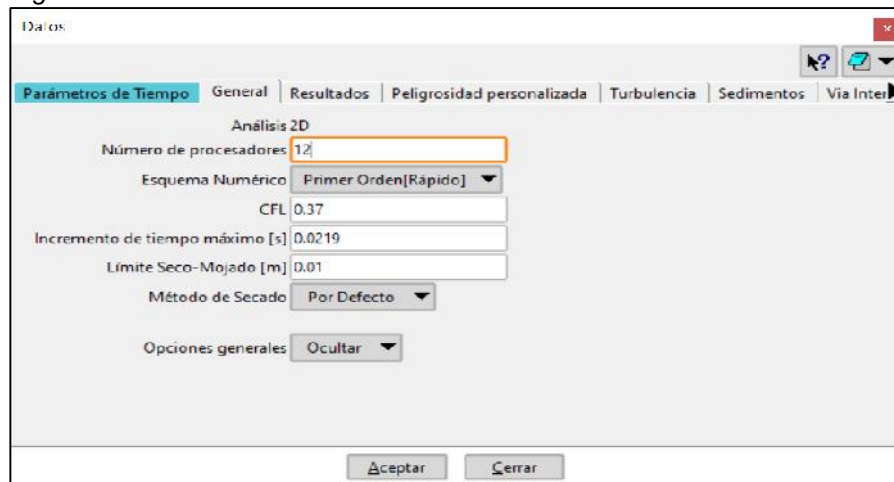 Datos
Parámetros de Tiempo General Resultados Peligrosidad personalizada Turbulencia Sedimentos Via Inter
Análisis 2D
Número de procesadores 12
Esquema Numérico Primer Orden[Rápido]
CFL 0.37
Incremento de tiempo máximo [s] 0.0219
Límite Seco-Mojado [m] 0.01
Método de Secado Por Defecto
Opciones generales Ocultar
Aceptar Cerrar